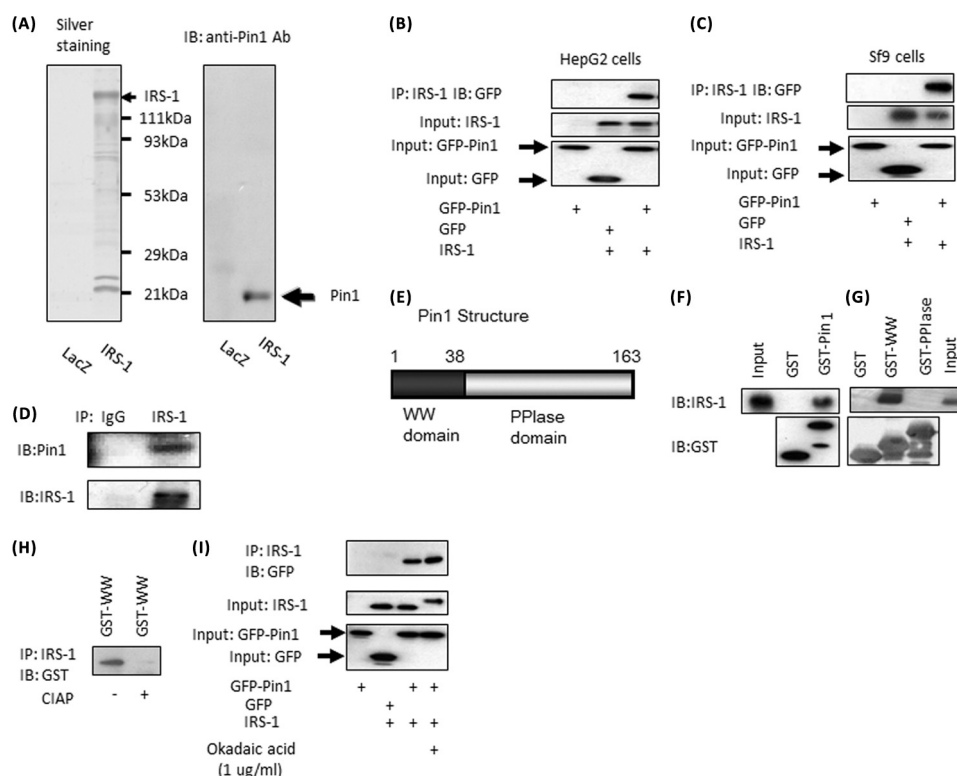 (A)
Silver
staining
IB: anti-Pin1 Ab
IRS-1
111kDa
93kDa
53kDa
29kDa
21kDa
Pin1
LacZ
IRS-1
LacZ
IRS-1
(B)
HepG2 cells
IP: IRS-1 IB: GFP
Input: IRS-1
Input: GFP-Pin1
Input: GFP
GFP-Pin1 + +
GFP +
IRS-1 + +
(C)
Sf9 cells
IP: IRS-1 IB: GFP
Input: IRS-1
Input: GFP-Pin1
Input: GFP
GFP-Pin1 + +
GFP +
IRS-1 + +
(D)
IP: IgG IRS-1
IB:Pin1
IB:IRS-1
(E)
Pin1 Structure
1 38 163
WW PPIase
domain domain
(F)
Input
GST
GST-Pin1
IB:IRS-1
IB:GST
(G)
GST
GST-WW
GST-PPIase
Input
(H)
GST-WW
GST-WW
IP: IRS-1
IB: GST
CIAP - +
(I)
IP: IRS-1
IB: GFP
Input: IRS-1
Input: GFP-Pin1
Input: GFP
GFP-Pin1 + + +
GFP +
IRS-1 + + +
Okadaic acid +
(1 ug/ml)